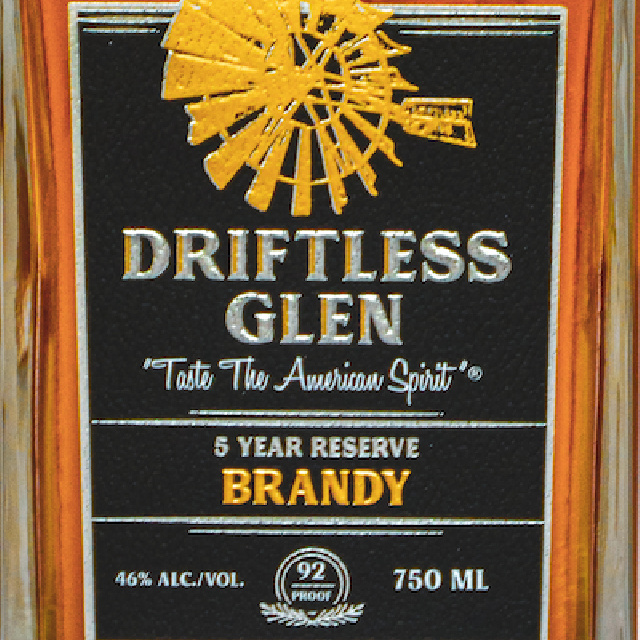 DRIFTLESS
GLEN
"Taste The American Spirit"®
5 YEAR RESERVE
BRANDY
46% ALC./VOL. 92 PROOF 750 ML